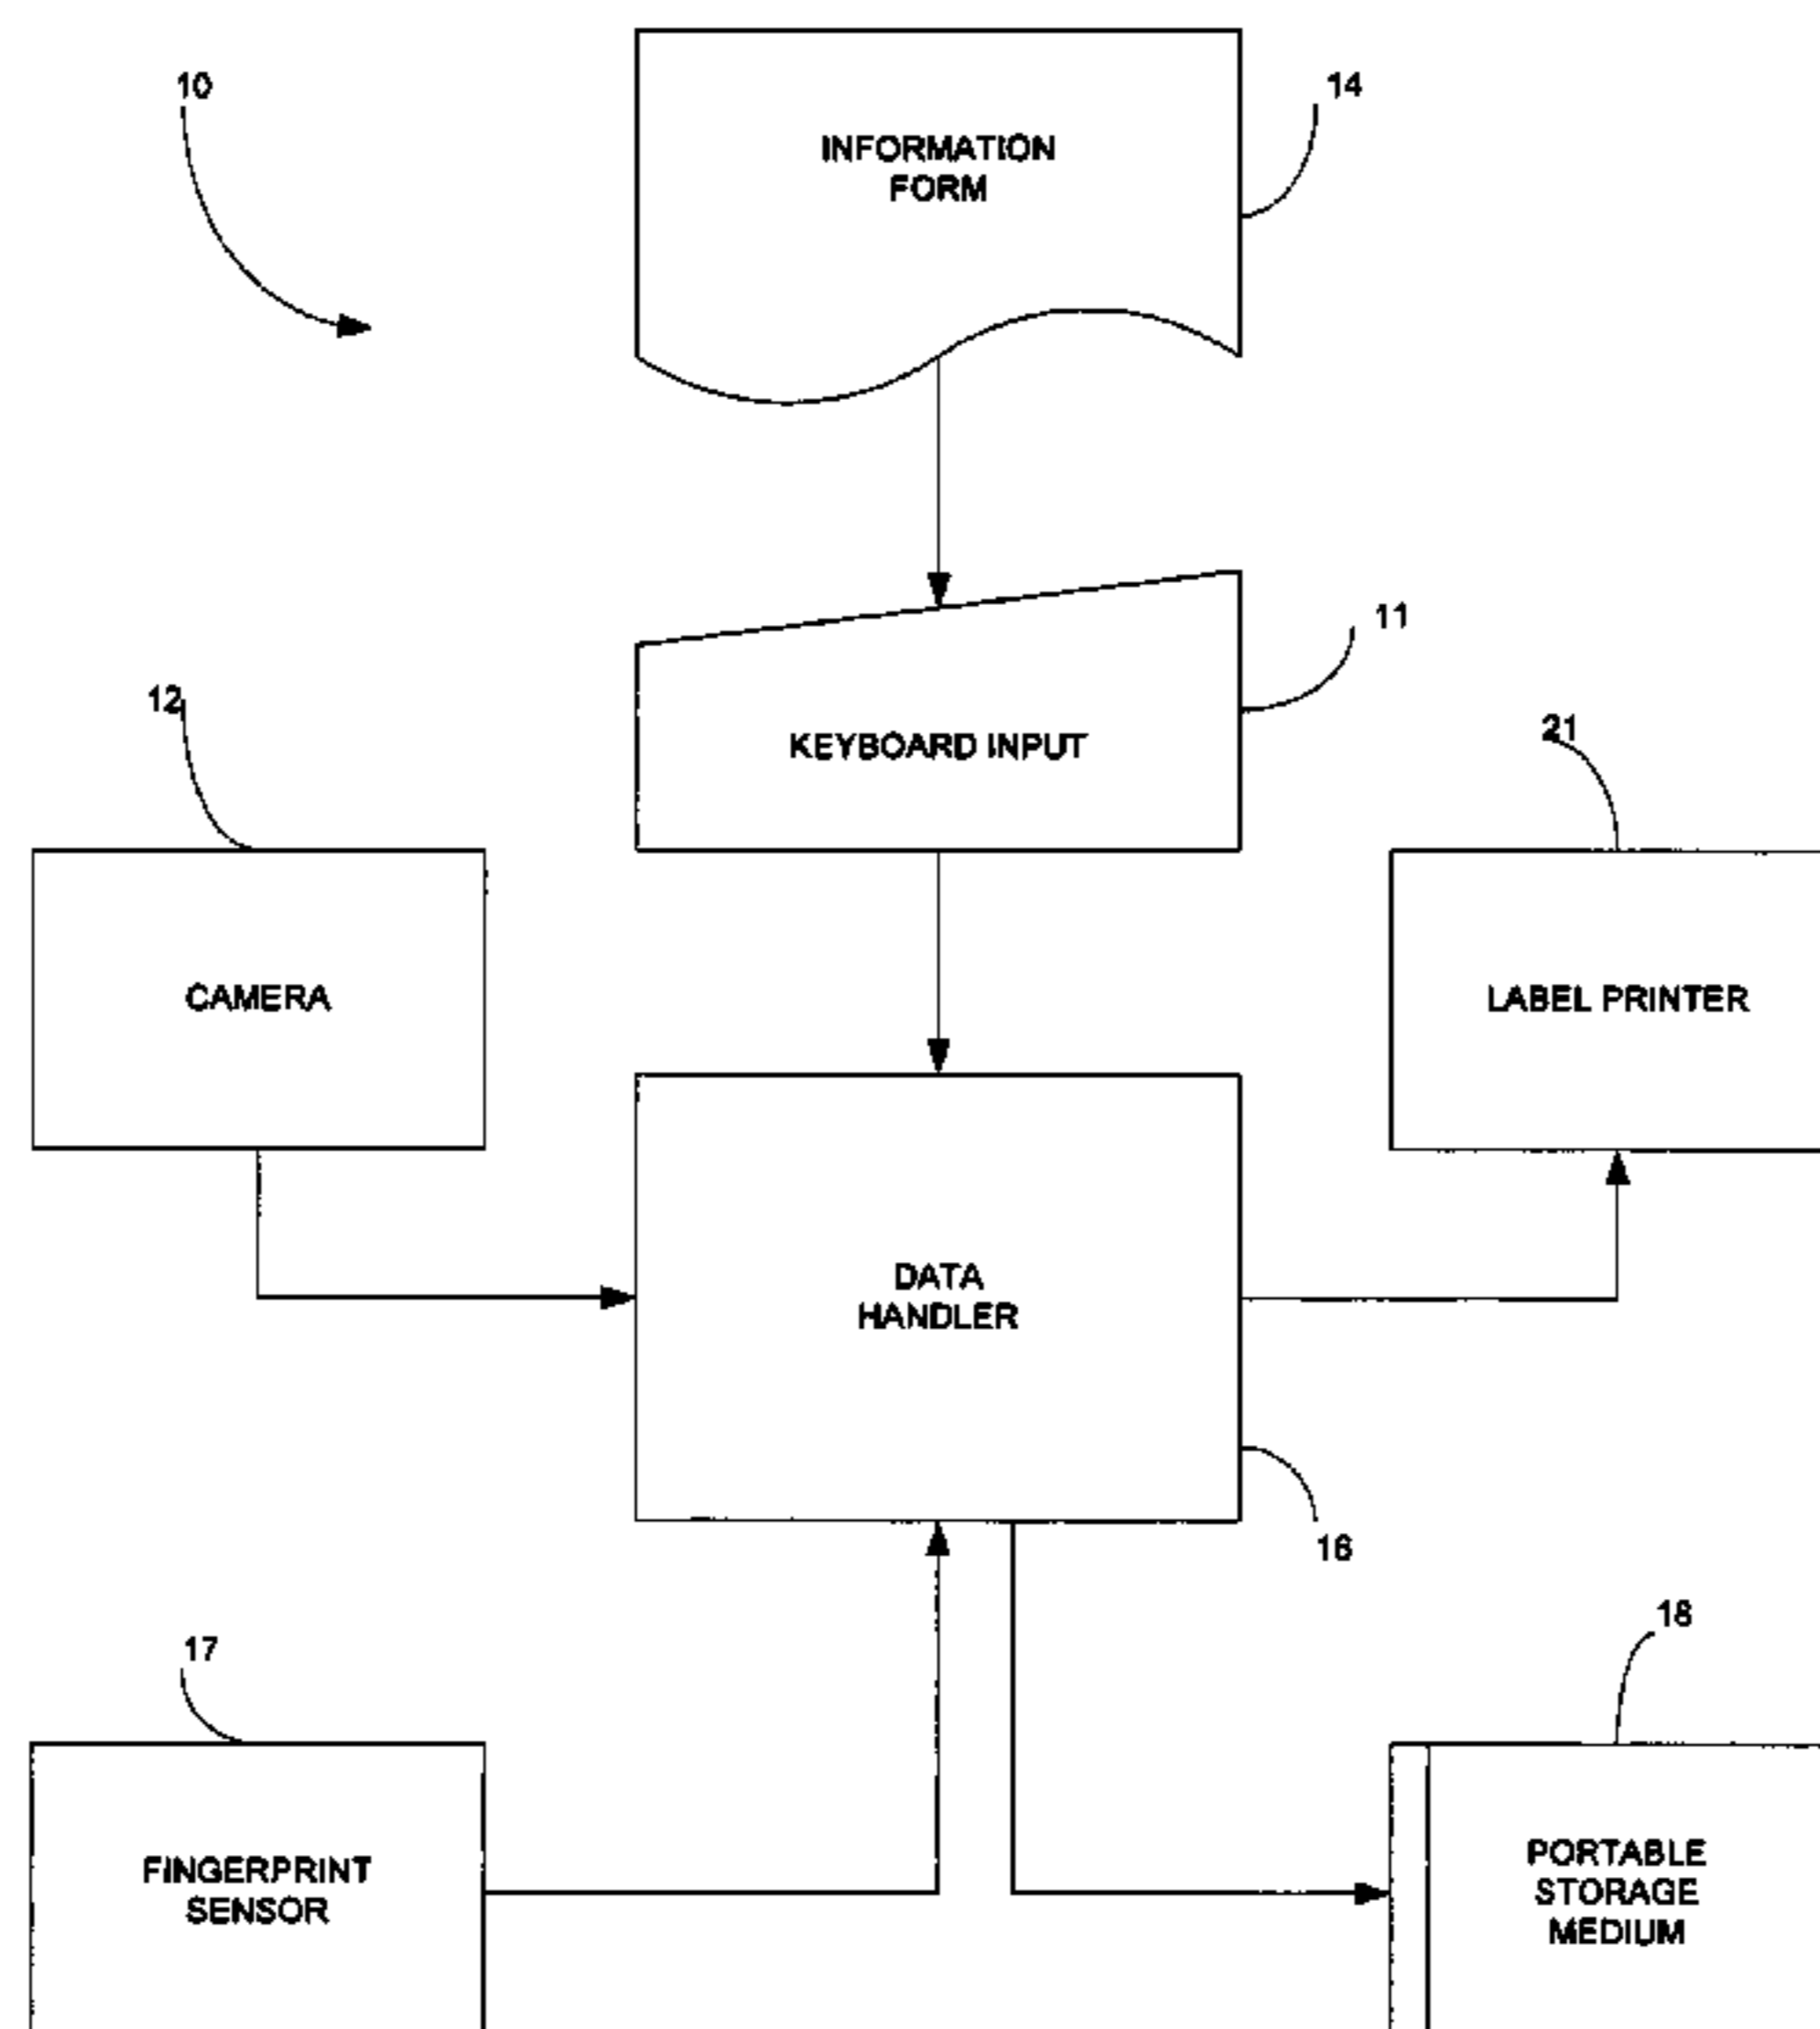 10
14
INFORMATION
FORM
11
KEYBOARD INPUT
12
21
CAMERA
LABEL PRINTER
DATA
HANDLER
16
18
17
FINGERPRINT
SENSOR
PORTABLE
STORAGE
MEDIUM